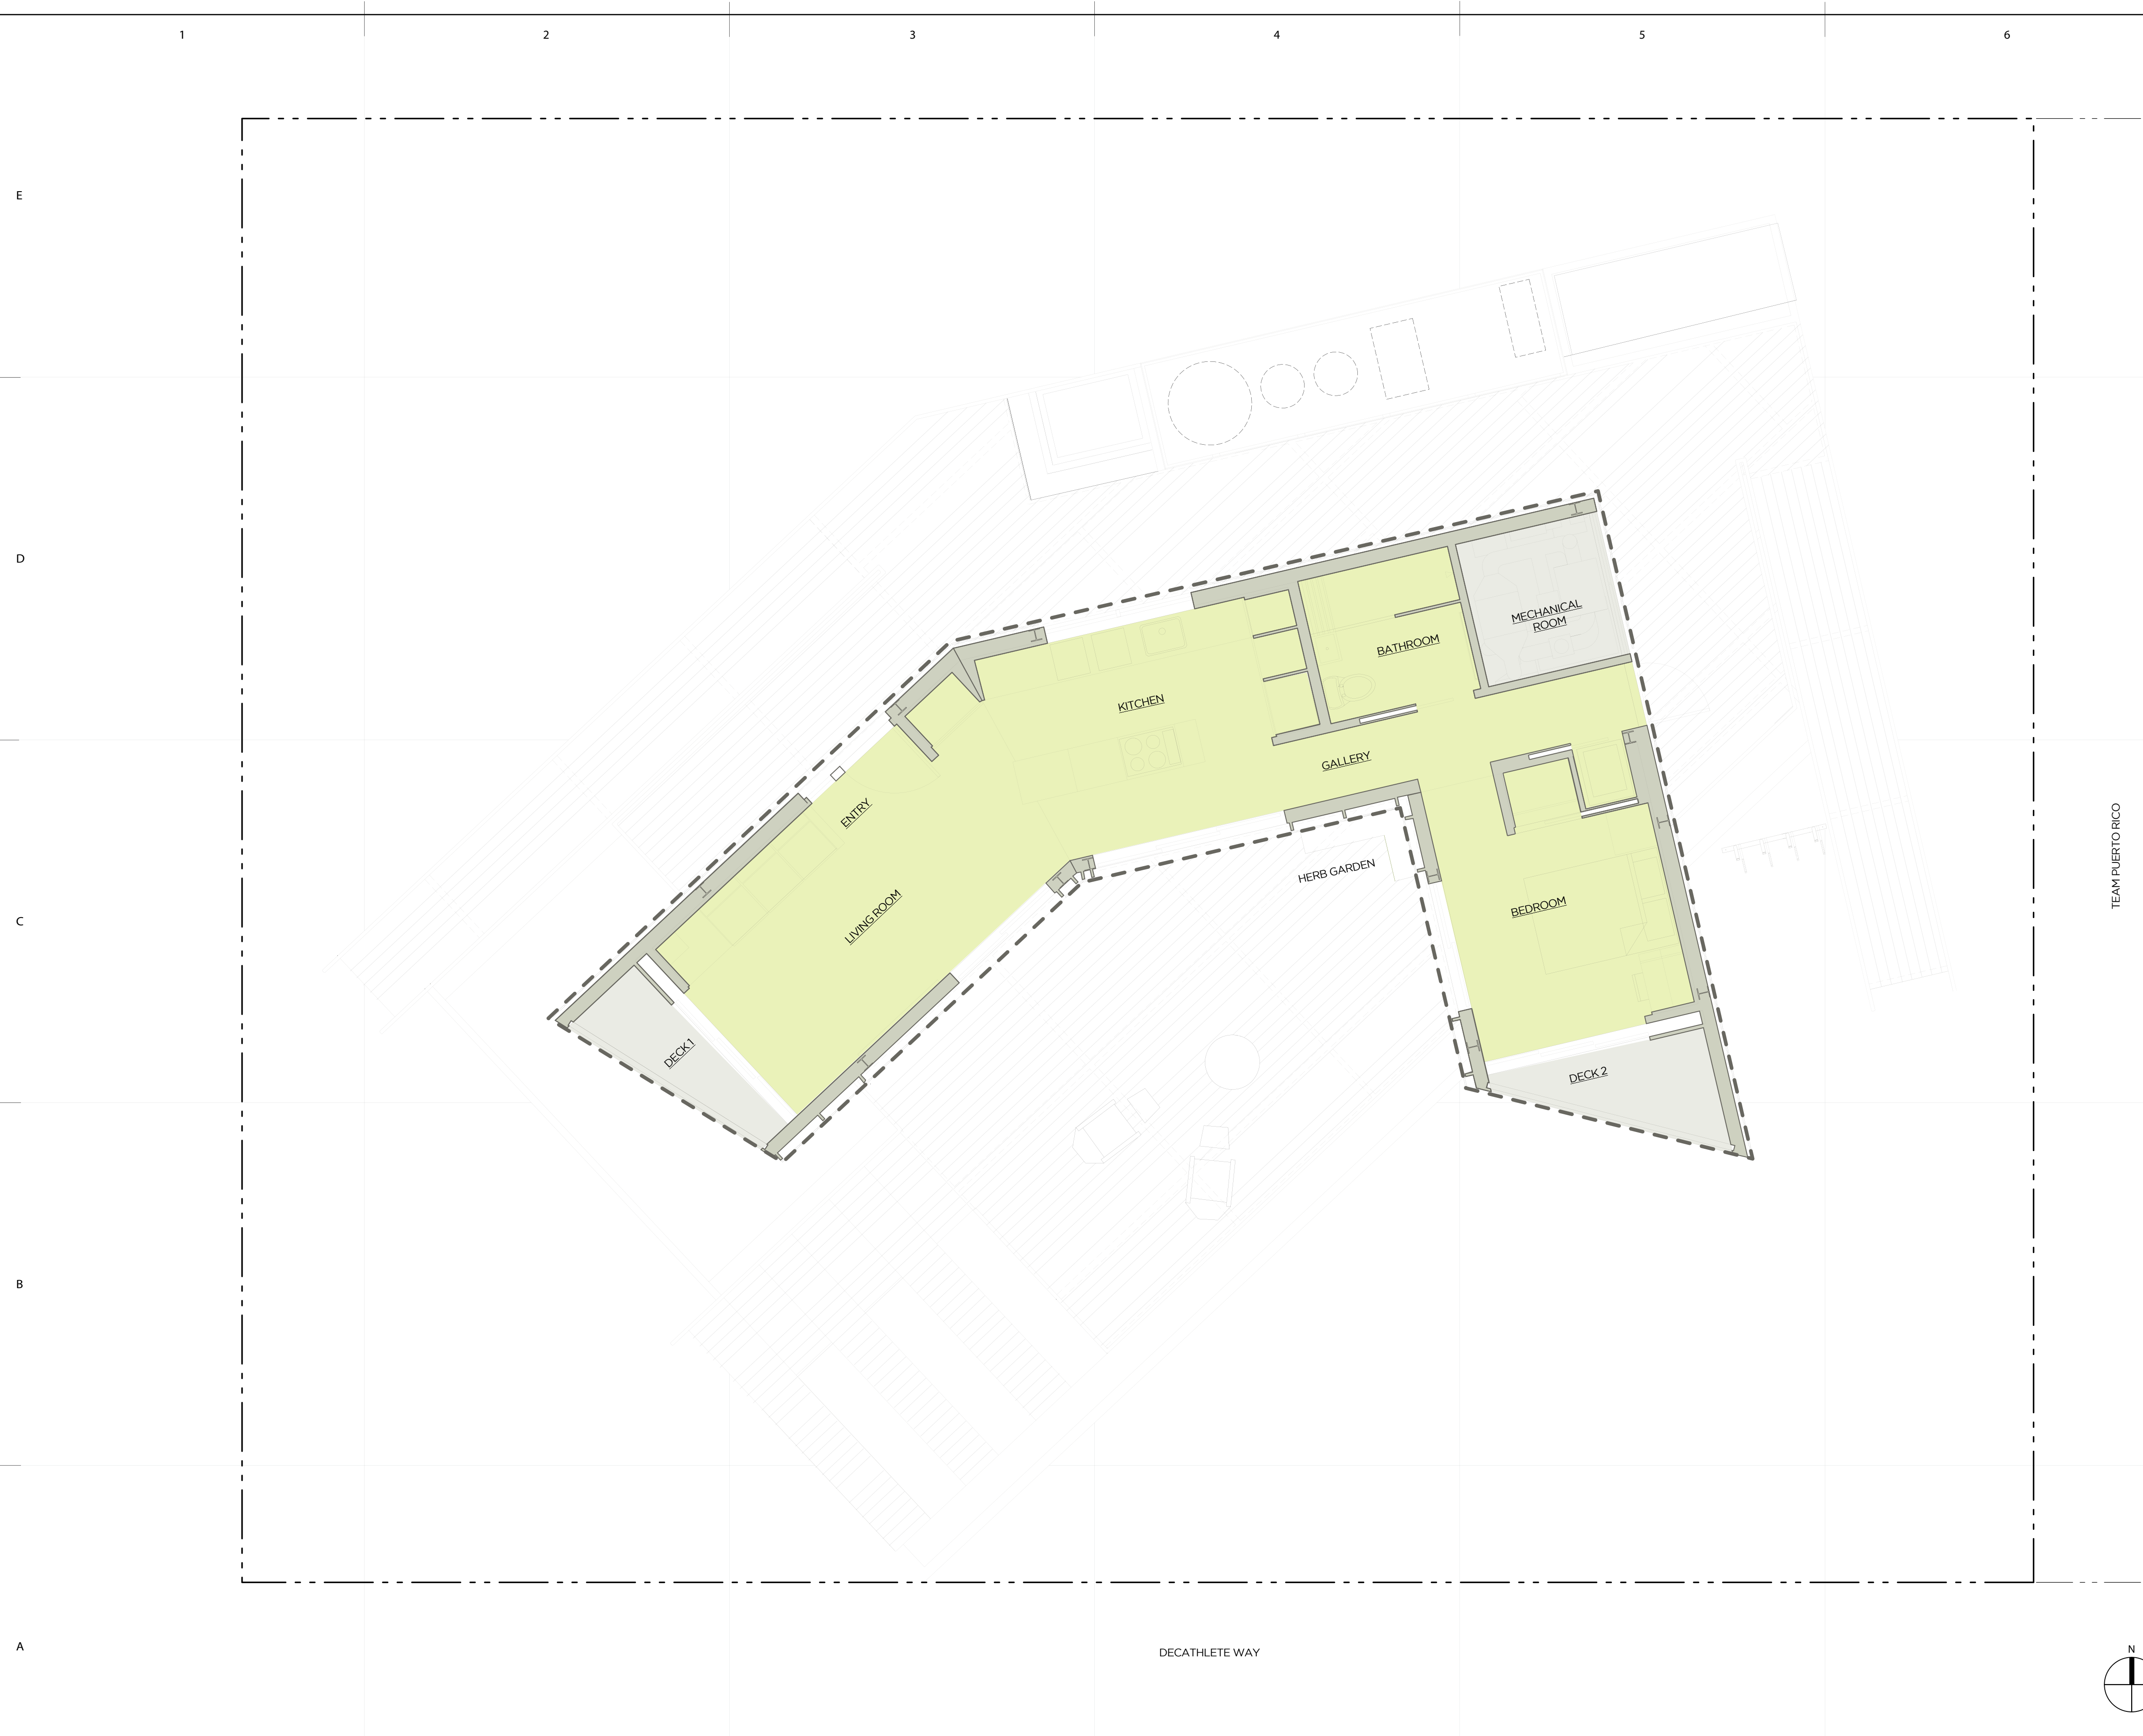 1
2
3
4
5
6
E
D
C
B
A
MECHANICAL
ROOM
BATHROOM
KITCHEN
GALLERY
ENTRY
HERB GARDEN
LIVING ROOM
BEDROOM
DECK 1
DECK 2
TEAM PUERTO RICO
DECATHLETE WAY
N